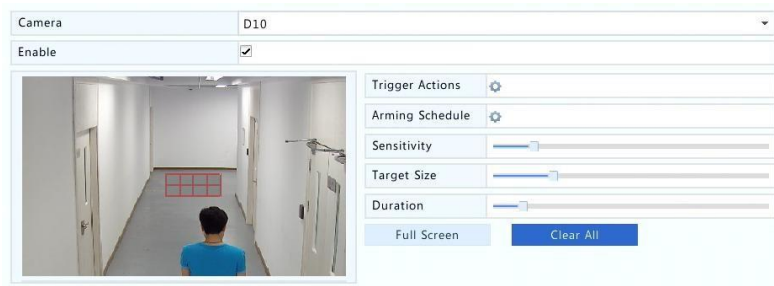 Camera D10
Enable
Trigger Actions
Arming Schedule
Sensitivity
Target Size
Duration
Full Screen Clear All